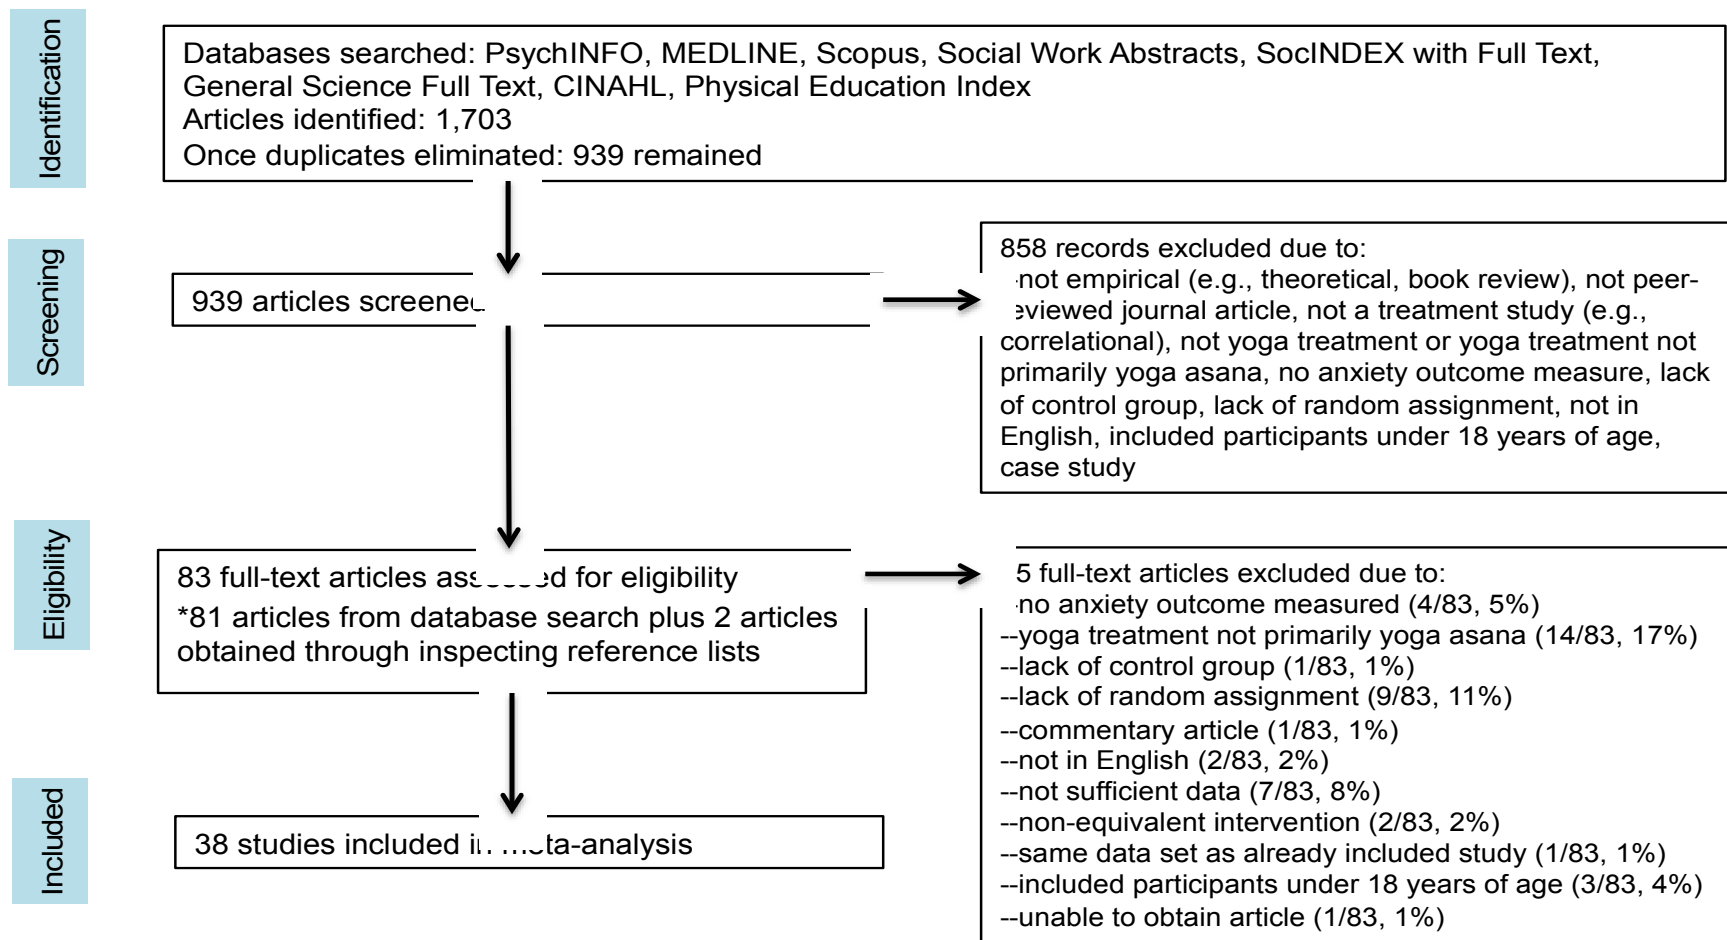 Identification
Databases searched: PsychINFO, MEDLINE, Scopus, Social Work Abstracts, SocINDEX with Full Text,
General Science Full Text, CINAHL, Physical Education Index
Articles identified: 1,703
Once duplicates eliminated: 939 remained
Screening
939 articles screened
858 records excluded due to:
-not empirical (e.g., theoretical, book review), not peer-
eviewed journal article, not a treatment study (e.g.,
correlational), not yoga treatment or yoga treatment not
primarily yoga asana, no anxiety outcome measure, lack
of control group, lack of random assignment, not in
English, included participants under 18 years of age,
case study
Eligibility
83 full-text articles assessed for eligibility
*81 articles from database search plus 2 articles
obtained through inspecting reference lists
5 full-text articles excluded due to:
-no anxiety outcome measured (4/83, 5%)
--yoga treatment not primarily yoga asana (14/83, 17%)
--lack of control group (1/83, 1%)
--lack of random assignment (9/83, 11%)
--commentary article (1/83, 1%)
--not in English (2/83, 2%)
--not sufficient data (7/83, 8%)
--non-equivalent intervention (2/83, 2%)
--same data set as already included study (1/83, 1%)
--included participants under 18 years of age (3/83, 4%)
--unable to obtain article (1/83, 1%)
Included
38 studies included in meta-analysis